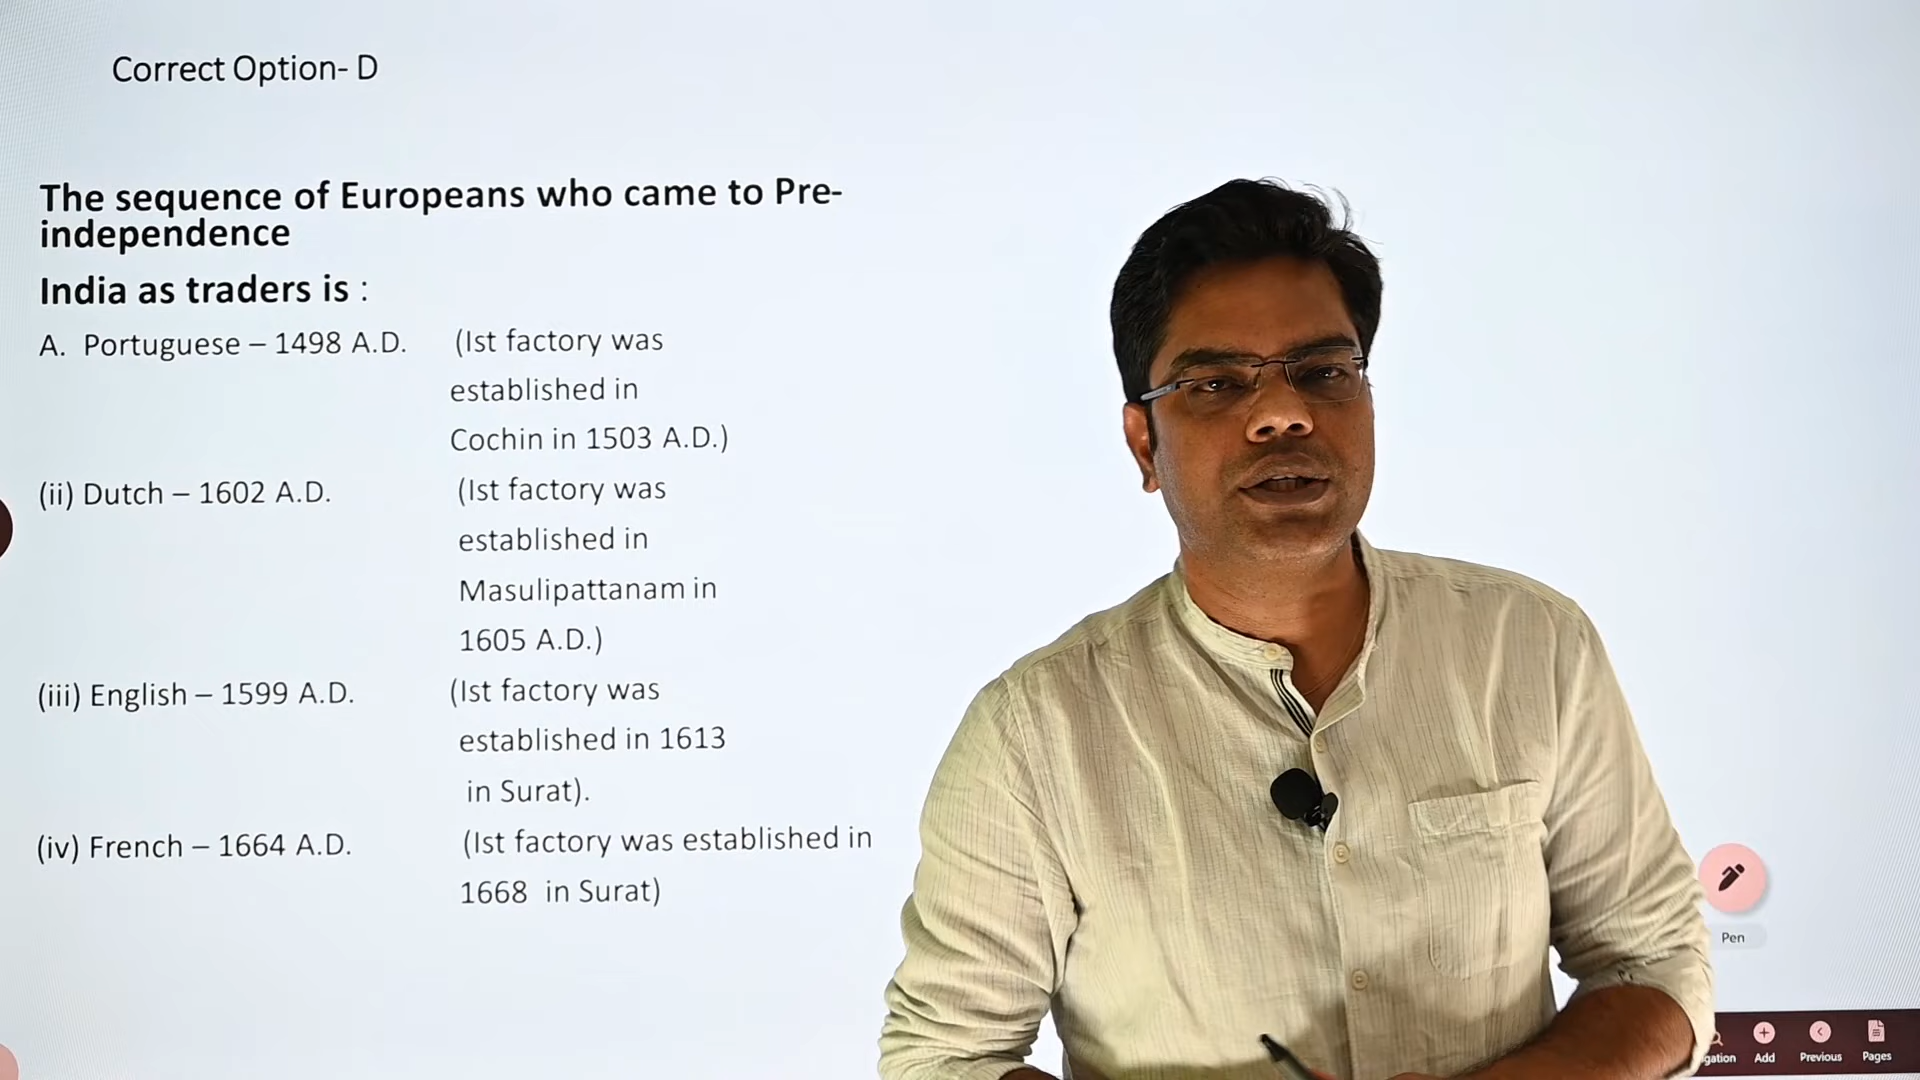 Correct Option- D
The sequence of Europeans who came to Pre-
independence
India as traders is :
A. Portuguese – 1498 A.D. (Ist factory was
established in
Cochin in 1503 A.D.)
(ii) Dutch – 1602 A.D. (Ist factory was
established in
Masulipattanam in
1605 A.D.)
(iii) English – 1599 A.D. (Ist factory was
established in 1613
in Surat).
(iv) French – 1664 A.D. (Ist factory was established in
1668 in Surat)
Pen
gation Add Previous Pages